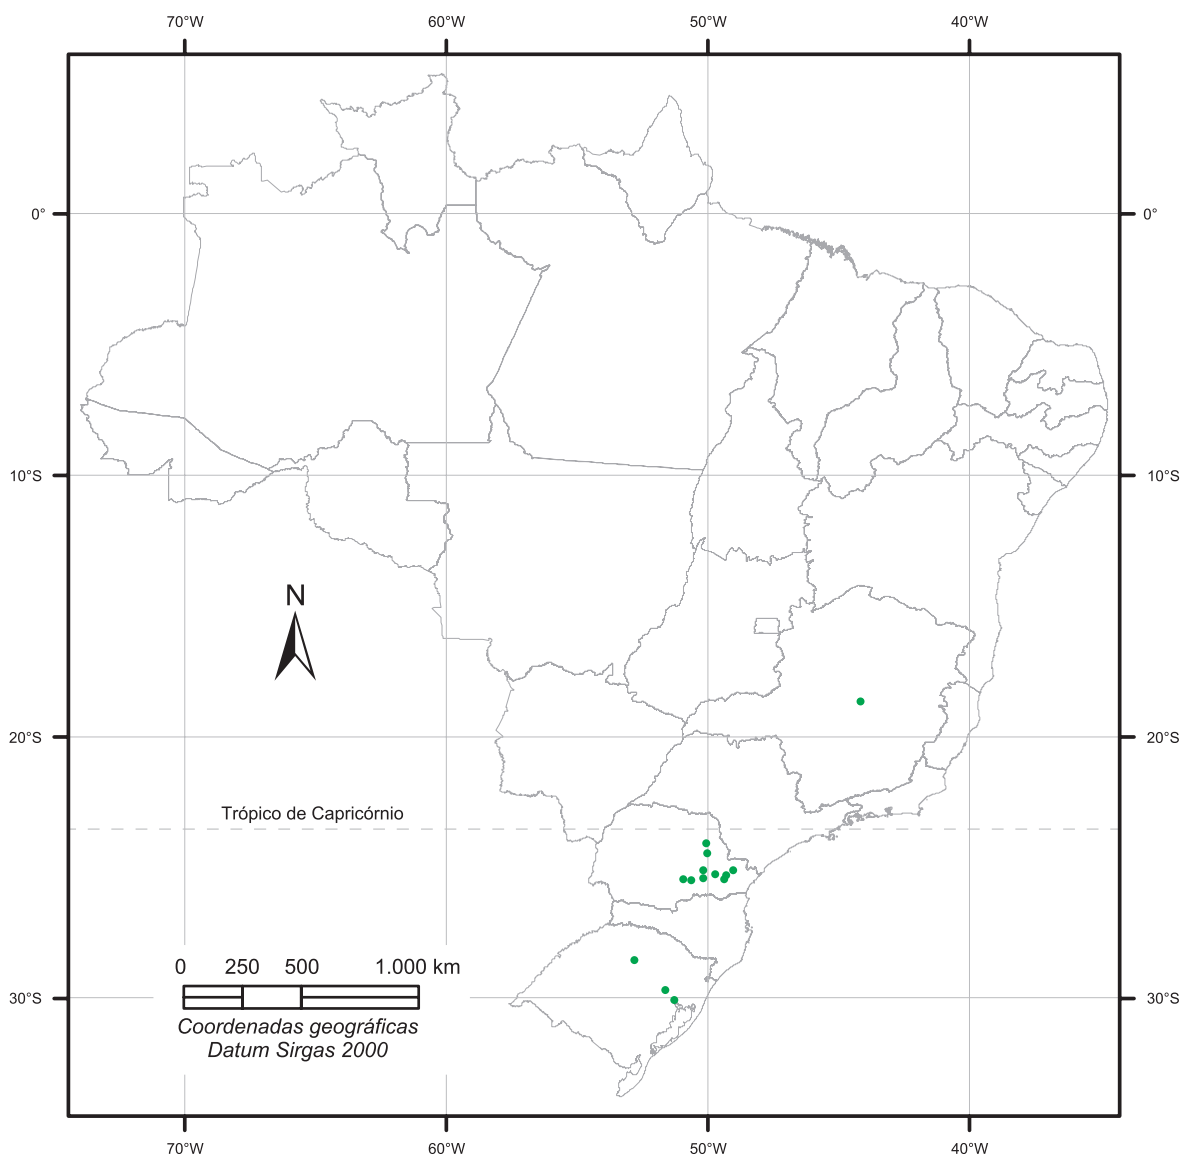 70°W 60°W 50°W 40°W
0° 0°
10°S 10°S
N
20°S 20°S
Trópico de Capricórnio
0 250 500 1.000 km
30°S 30°S
Coordenadas geográficas
Datum Sirgas 2000
70°W 60°W 50°W 40°W